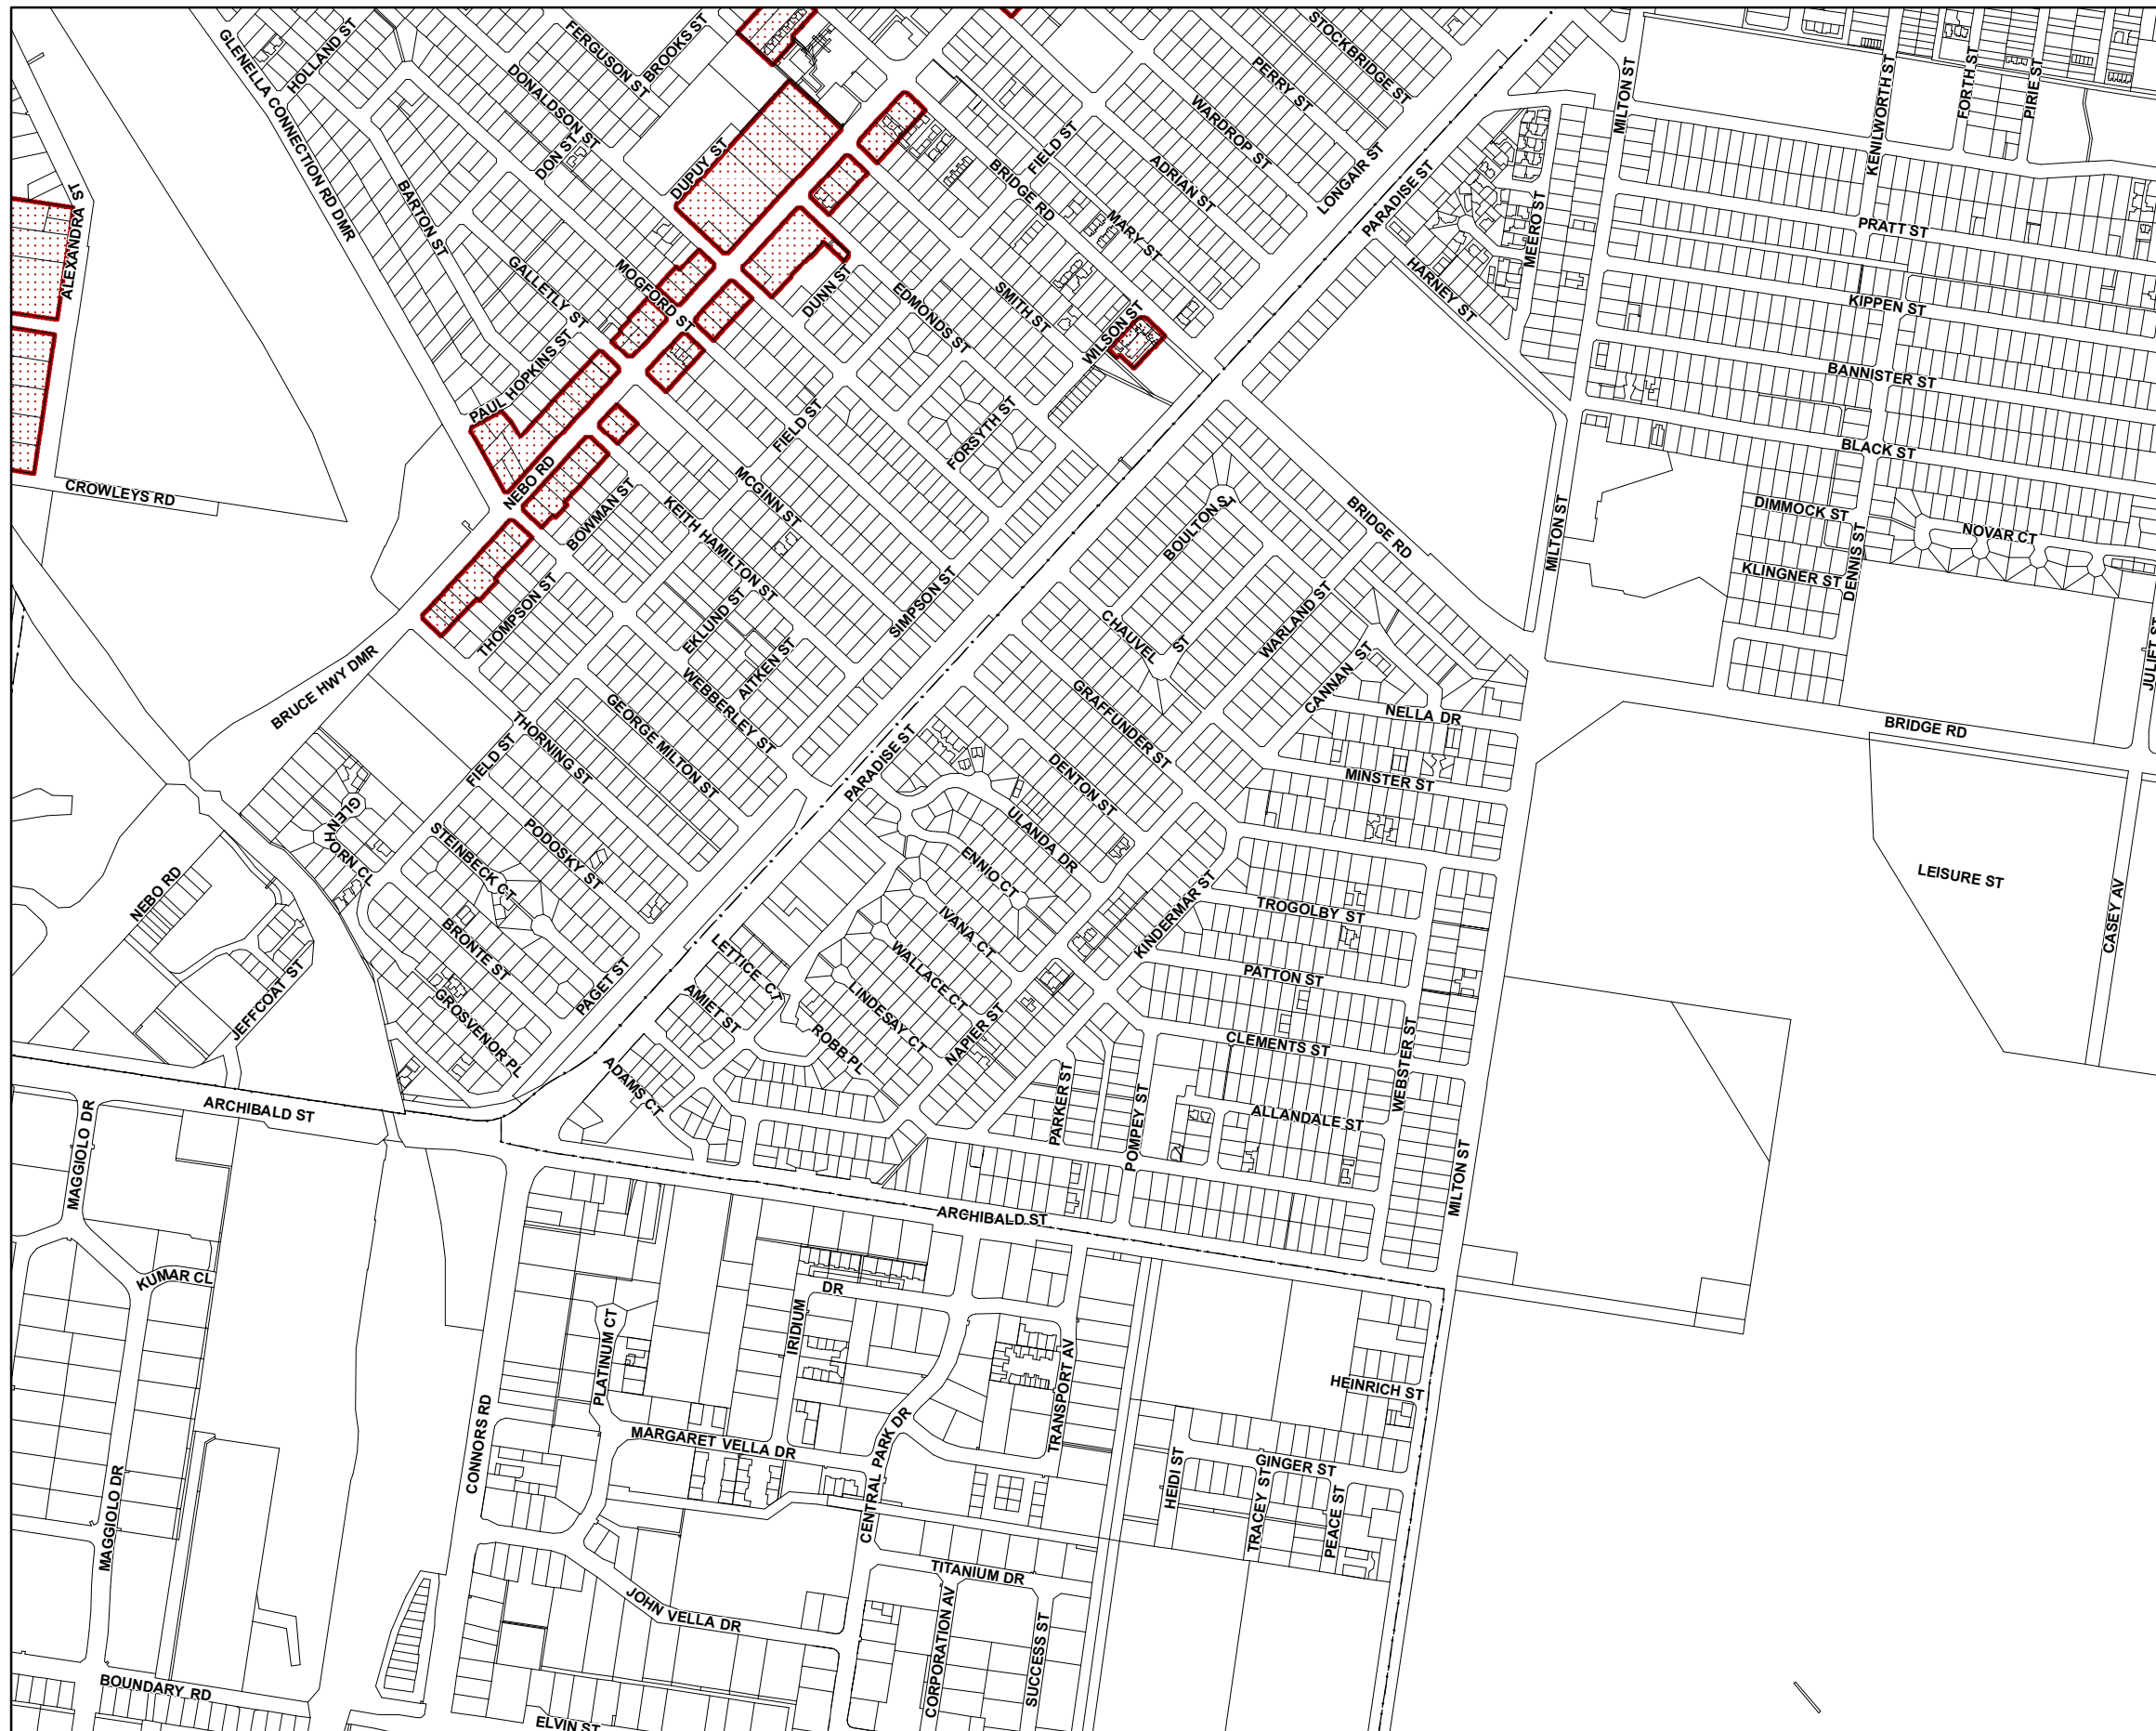 GLENELLA CONNECTION RD DMR
HOLLAND ST
FERGUSON ST
BROOKS ST
DONALDSON ST
DON ST
DUPUY ST
BARTON ST
ALEXANDRA ST
GALLETLY ST
MOGFORD ST
PAUL HOPKINS ST
DUNN ST
EDMONDS ST
SMITH ST
BRIDGE RD
FIELD ST
MARY ST
ADRIAN ST
WARDROP ST
PERRY ST
STOCKBRIDGE ST
LONGAIR ST
PARADISE ST
HARNEY ST
MEERO ST
MILTON ST
KENILWORTH ST
FORTH ST
PIRIE ST
PRATT ST
KIPPEN ST
BANNISTER ST
BLACK ST
DIMMOCK ST
NOVAR CT
KLINGNER ST
DENNIS ST
JULIET ST
WILSON ST
FORSYTH ST
FIELD ST
MCGINN ST
NEBO RD
BOWMAN ST
KEITH HAMILTON ST
CROWLEYS RD
THOMPSON ST
EKLUND ST
AITKEN ST
SIMPSON ST
WEBBERLEY ST
GEORGE MILTON ST
BRUCE HWY DMR
THORNING ST
FIELD ST
BOULTON ST
BRIDGE RD
MILTON ST
CHAUVEL
ST
WARLAND ST
CANNAN ST
NELLA DR
GRAFFUNDER ST
DENTON ST
MINSTER ST
BRIDGE RD
PARADISE ST
ULANDA DR
ENNIO CT
IVANA CT
WALLACE CT
LINDESAY CT
ROBB PL
LETTICE CT
AMIET ST
ADAMS CT
NAPIER ST
KINDERMAR ST
TROGOLBY ST
PATTON ST
CLEMENTS ST
WEBSTER ST
ALLANDALE ST
PARKER ST
POMPEY ST
MILTON ST
LEISURE ST
CASEY AV
GLENTHORN CL
STEINBECK CT
PODOSKY ST
BRONTE ST
GROSVENOR PL
PAGET ST
NEBO RD
JEFFCOAT ST
ARCHIBALD ST
MAGGIOLO DR
KUMAR CL
ARCHIBALD ST
DR
IRIDIUM
PLATINUM CT
CONNORS RD
MARGARET VELLA DR
CENTRAL PARK DR
TRANSPORT AV
HEINRICH ST
HEIDI ST
GINGER ST
TRACEY ST
PEACE ST
MAGGIOLO DR
TITANIUM DR
JOHN VELLA DR
CORPORATION AV
SUCCESS ST
BOUNDARY RD
ELVIN ST